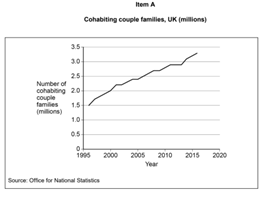 Item A
Cohabiting couple families, UK (millions)
3.5
3.0
2.5
2.0
1.5
1.0
0.5
0
Number of
cohabiting
couple
families
(millions)
1995 2000 2005 2010 2015 2020
Year
Source: Office for National Statistics